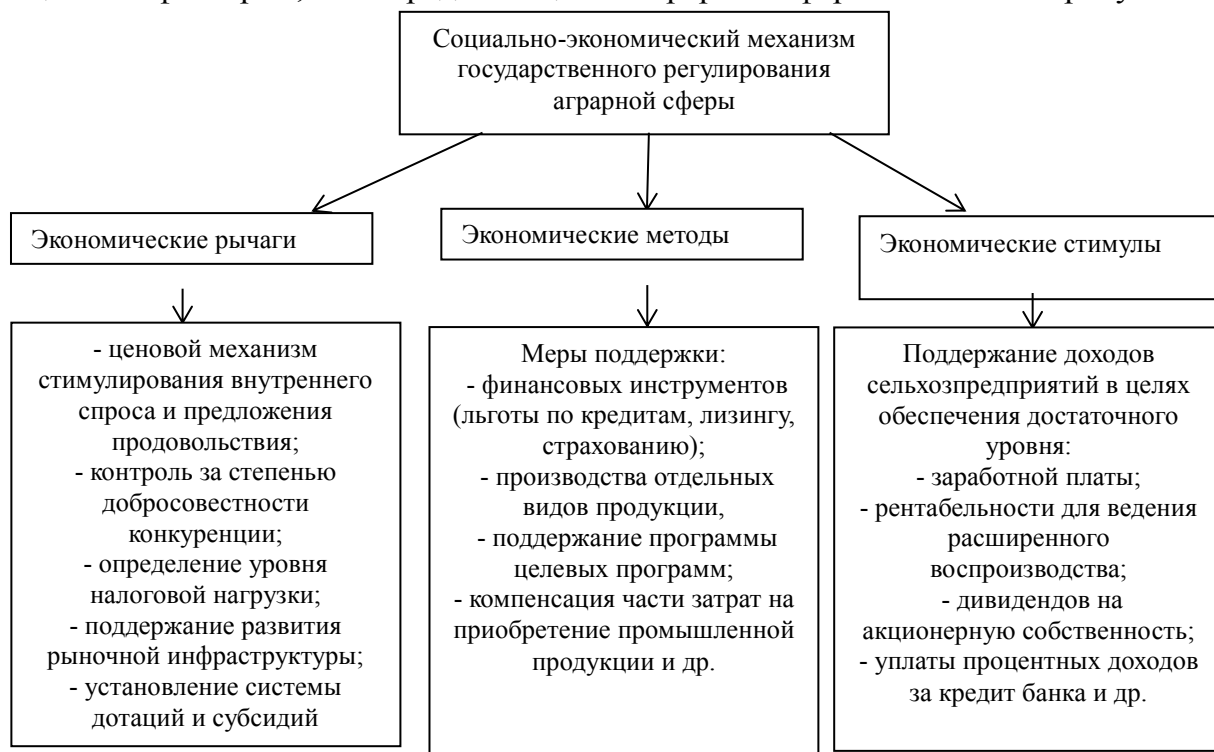 Социально-экономический механизм
государственного регулирования
аграрной сферы
Экономические рычаги
Экономические методы
Экономические стимулы
- ценовой механизм
стимулирования внутреннего
спроса и предложения
продовольствия;
- контроль за степенью
добросовестности
конкуренции;
- определение уровня
налоговой нагрузки;
- поддержание развития
рыночной инфраструктуры;
- установление системы
дотаций и субсидий
Меры поддержки:
- финансовых инструментов
(льготы по кредитам, лизингу,
страхованию);
- производства отдельных
видов продукции,
- поддержание программы
целевых программ;
- компенсация части затрат на
приобретение промышленной
продукции и др.
Поддержание доходов
сельхозпредприятий в целях
обеспечения достаточного
уровня:
- заработной платы;
- рентабельности для ведения
расширенного
воспроизводства;
- дивидендов на
акционерную собственность;
- уплаты процентных доходов
за кредит банка и др.